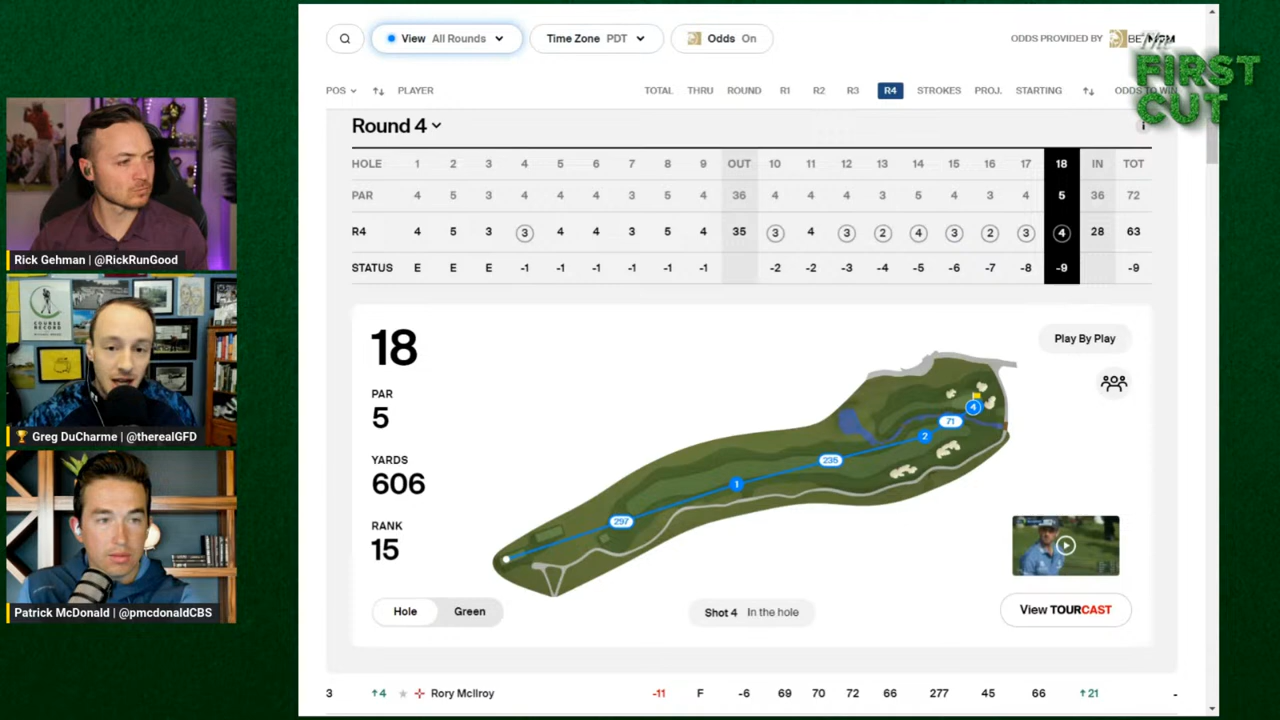 View All Rounds
Time Zone PDT
Odds On
ODDS PROVIDED BY BETMGM
The FIRST CUT
POS PLAYER TOTAL THRU ROUND R1 R2 R3 R4 STROKES PROJ. STARTING ODDS TO WIN
Round 4
HOLE 1 2 3 4 5 6 7 8 9 OUT 10 11 12 13 14 15 16 17 18 IN TOT
PAR 4 5 3 4 4 4 3 5 4 36 4 4 4 3 5 4 3 4 5 36 72
R4 4 5 3 3 4 4 3 5 4 35 3 4 3 2 4 3 2 3 4 28 63
STATUS E E E -1 -1 -1 -1 -1 -1 -2 -2 -3 -4 -5 -6 -7 -8 -9 -9
18
PAR
5
YARDS
606
RANK
15
297
1
235
2
71
4
Play By Play
Hole Green
Shot 4 In the hole
View TOURCAST
3 4 Rory McIlroy -11 F -6 69 70 72 66 277 45 66 21 -
COURSE RECORD
Rick Gehman | @RickRunGood
Greg DuCharme | @therealGFD
Patrick McDonald | @pmcdonaldCBS